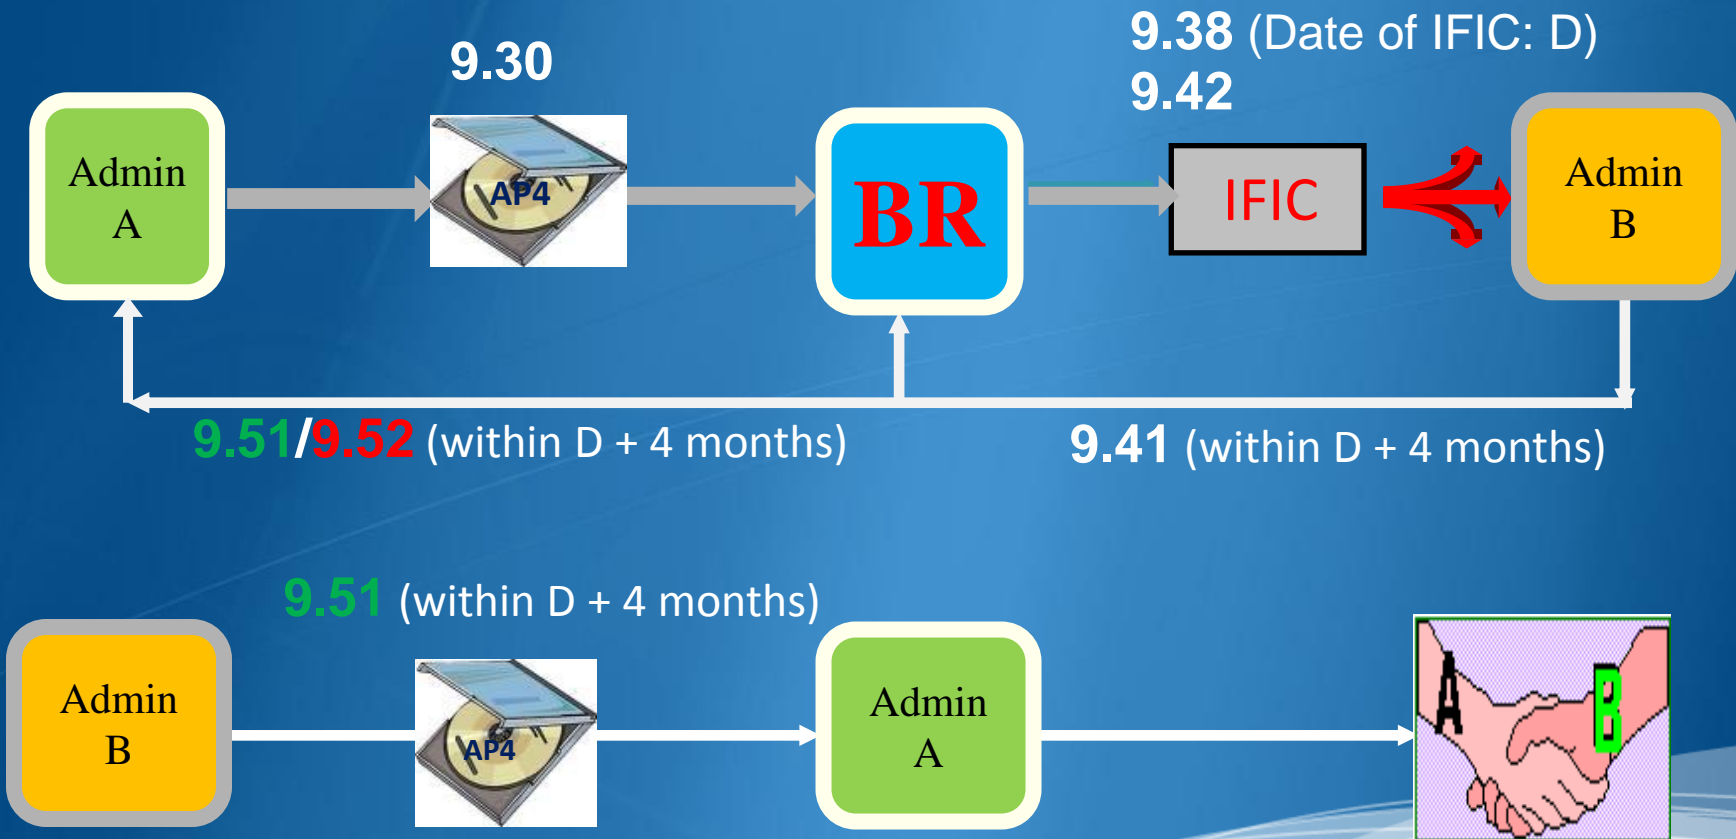 9.30
9.38 (Date of IFIC: D)
9.42
Admin
A
AP4
BR
IFIC
Admin
B
9.51/9.52 (within D + 4 months)
9.41 (within D + 4 months)
9.51 (within D + 4 months)
Admin
B
AP4
Admin
A
A
B